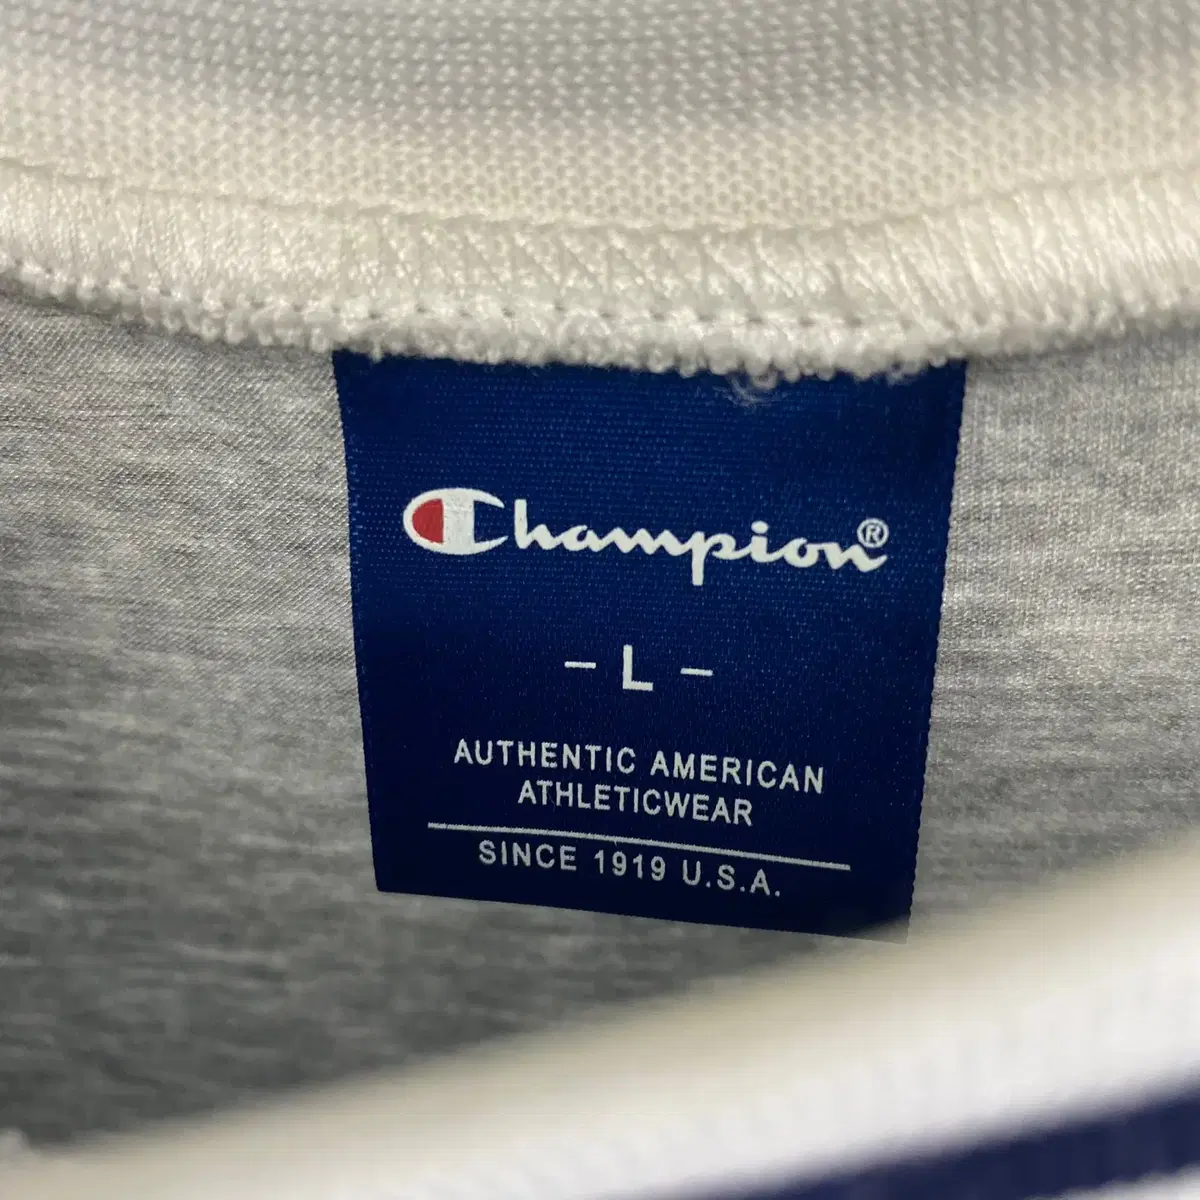 Champion®
- L -
AUTHENTIC AMERICAN
ATHLETICWEAR
SINCE 1919 U.S.A.